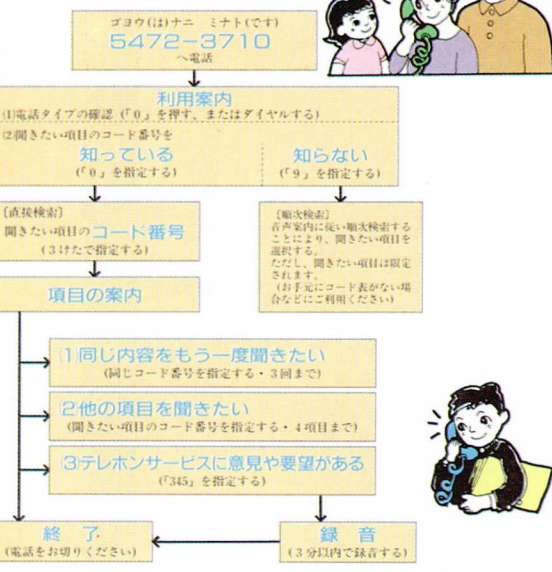 ゴヨウ(は)ナニ　ミナト(です)
5472−3710
へ電話
利用案内
(1)電話タイプの確認(「0」を押す、またはダイヤルする)
(2)聞きたい項目のコード番号を
知っている
(「0」を指定する)
知らない
(「9」を指定する)
〔直接検索〕
聞きたい項目のコード番号
(3けたで指定する)
〔順次検索〕
音声案内に従い順次検索する
ことにより、聞きたい項目を
選択する。
ただし、聞きたい項目は限定
されます。
(お手元にコード表がない場
合などにご利用ください)
項目の案内
(1)同じ内容をもう一度聞きたい
(同じコード番号を指定する・3回まで)
(2)他の項目を聞きたい
(聞きたい項目のコード番号を指定する・4項目まで)
(3)テレホンサービスに意見や要望がある
(「345」を指定する)
終了
(電話をお切りください)
録音
(3分以内で録音する)